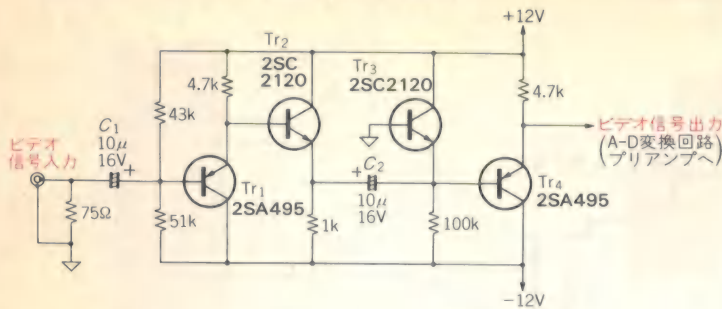 +12V
Tr2
2SC
2120
Tr3
2SC2120
4.7k
4.7k
43k
ビデオ
信号入力
C1
10μ
16V
+
ビデオ信号出力
(A-D変換回路
プリアンプへ)
Tr1
2SA495
+
C2
10μ
16V
Tr4
2SA495
75Ω
51k
1k
100k
-12V